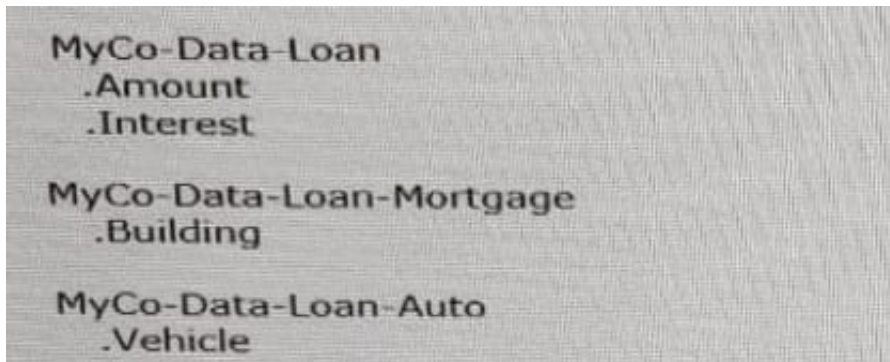 MyCo-Data-Loan
.Amount
.Interest
MyCo-Data-Loan-Mortgage
.Building
MyCo-Data-Loan-Auto
.Vehicle